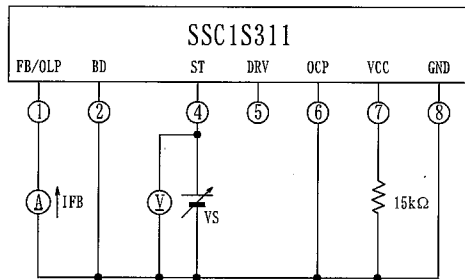 SSC1S311
FB/OLP BD ST DRV OCP VCC GND
1 2 4 5 6 7 8
A IFB V VS 15kΩ